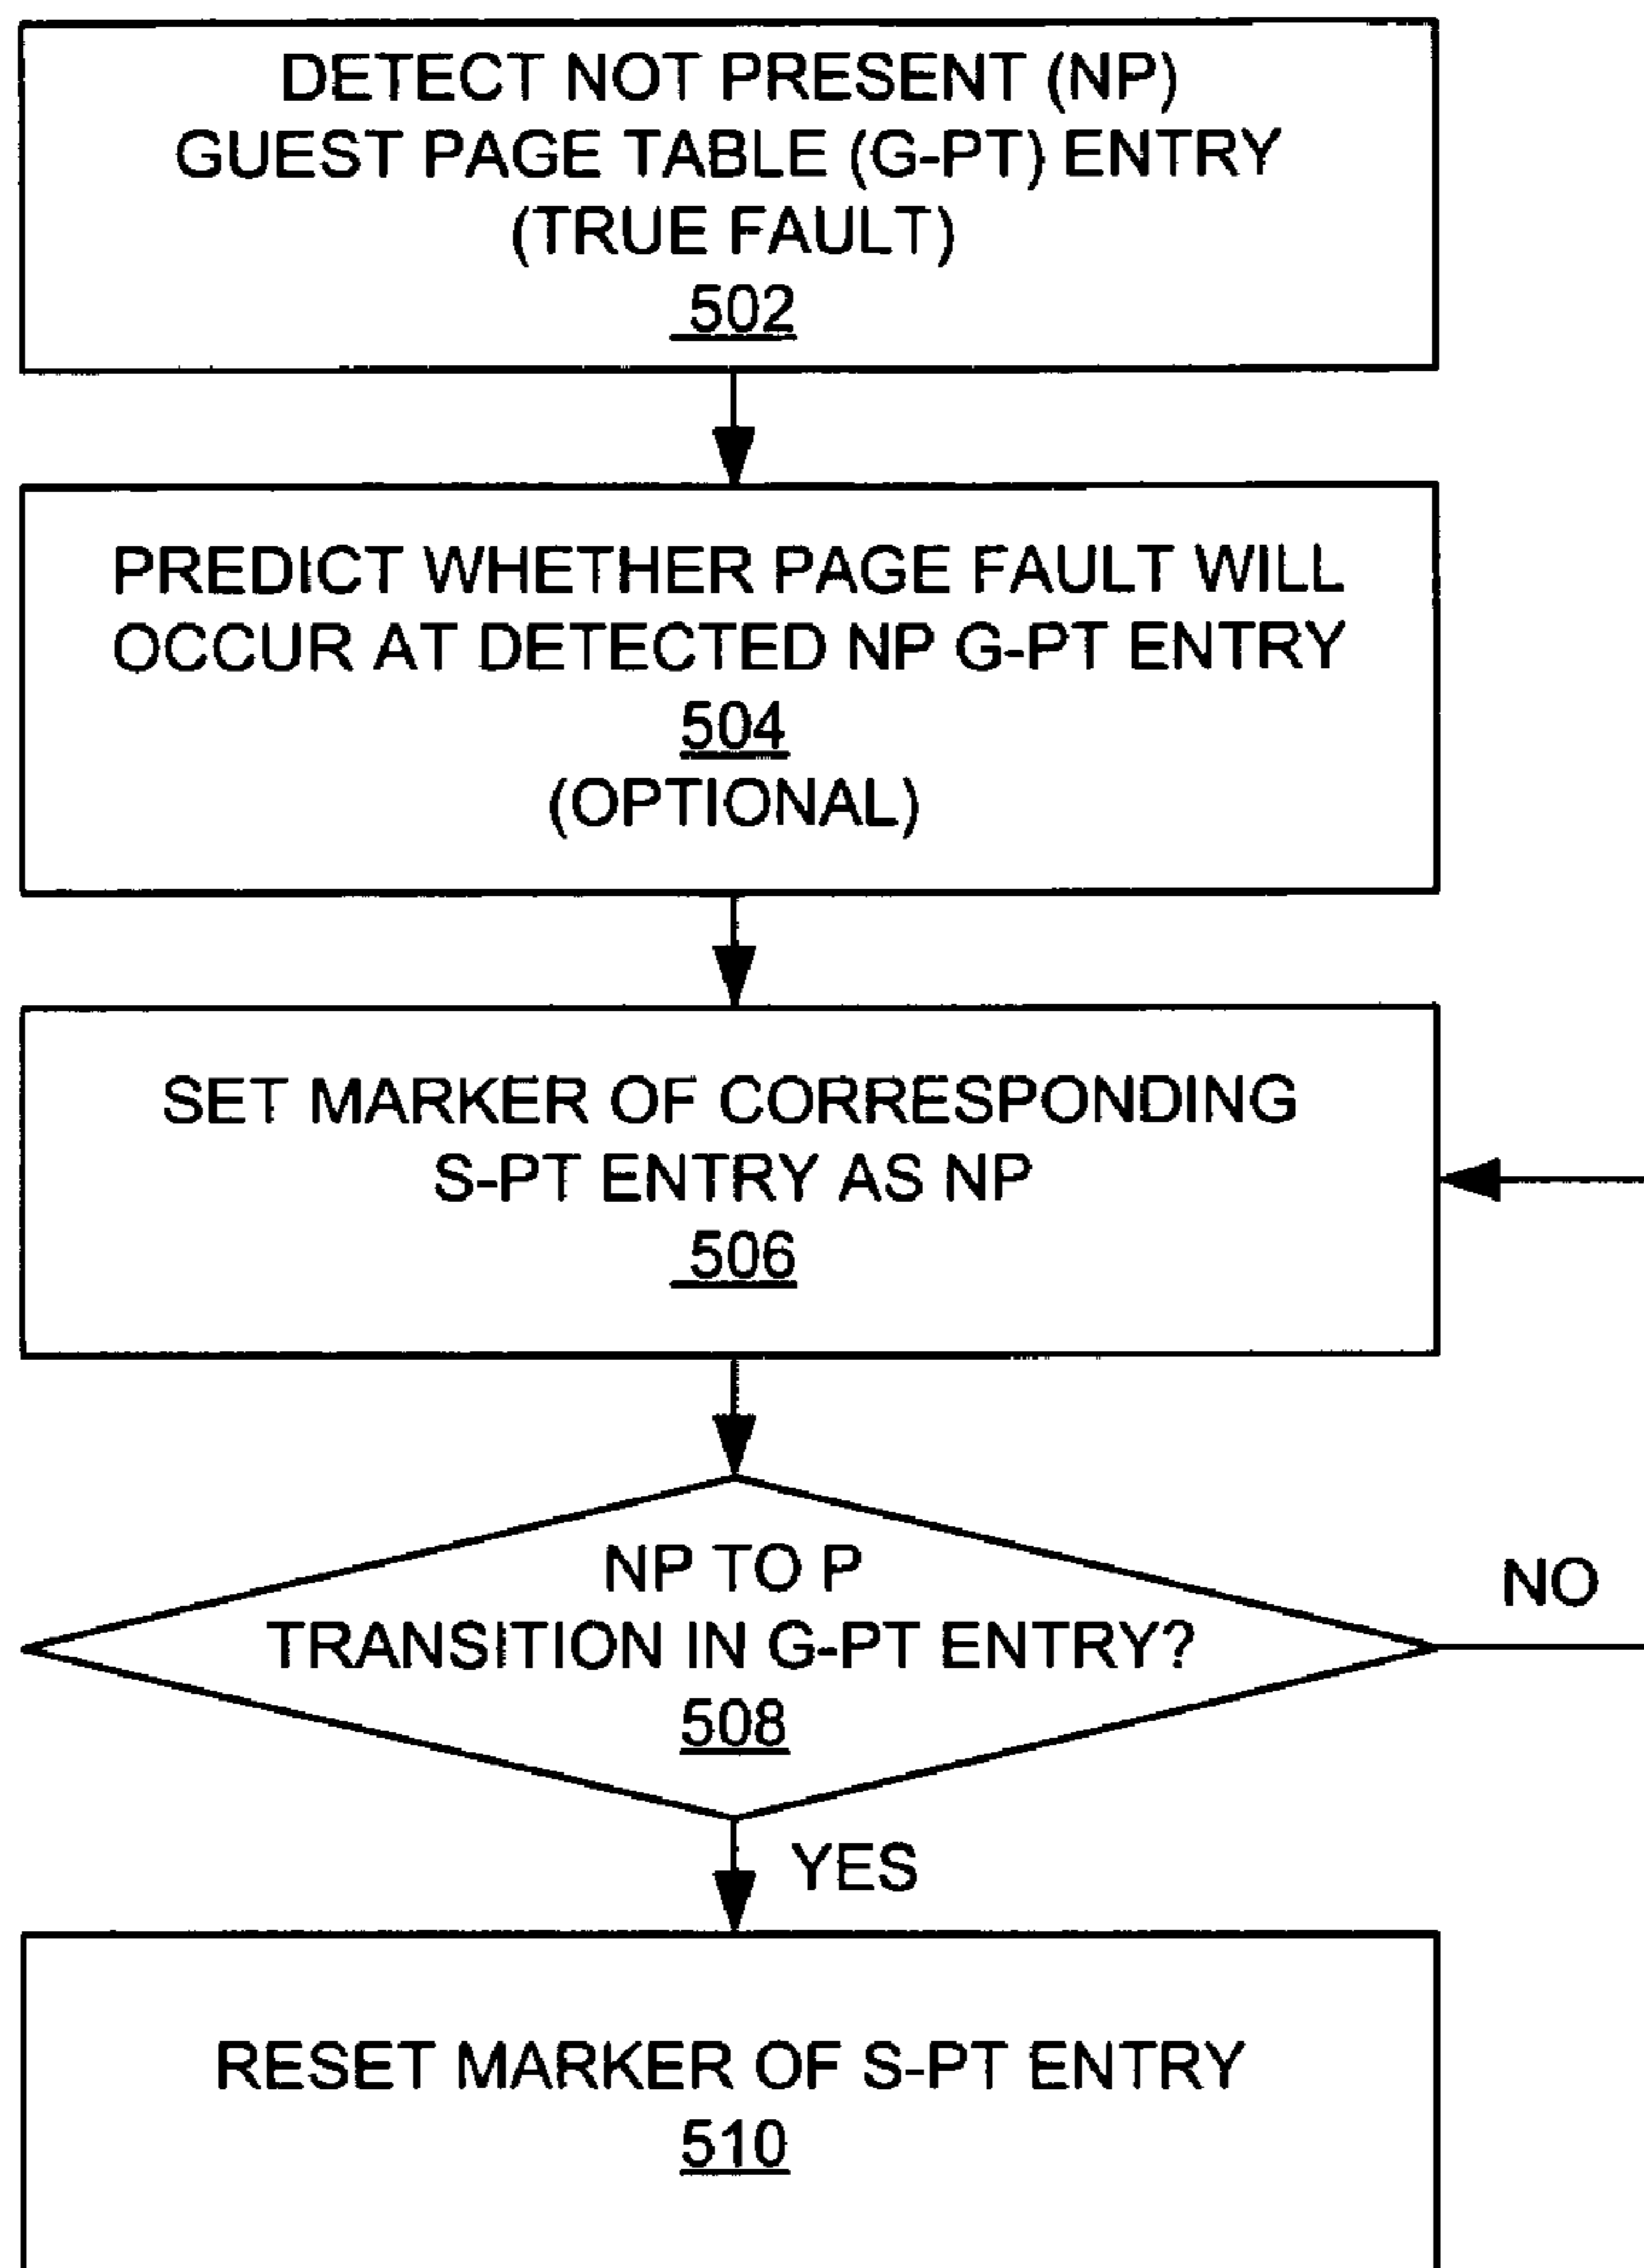 DETECT NOT PRESENT (NP)
GUEST PAGE TABLE (G-PT) ENTRY
(TRUE FAULT)
502
PREDICT WHETHER PAGE FAULT WILL
OCCUR AT DETECTED NP G-PT ENTRY
504
(OPTIONAL)
SET MARKER OF CORRESPONDING
S-PT ENTRY AS NP
506
NP TO P
TRANSITION IN G-PT ENTRY?
508
NO
YES
RESET MARKER OF S-PT ENTRY
510